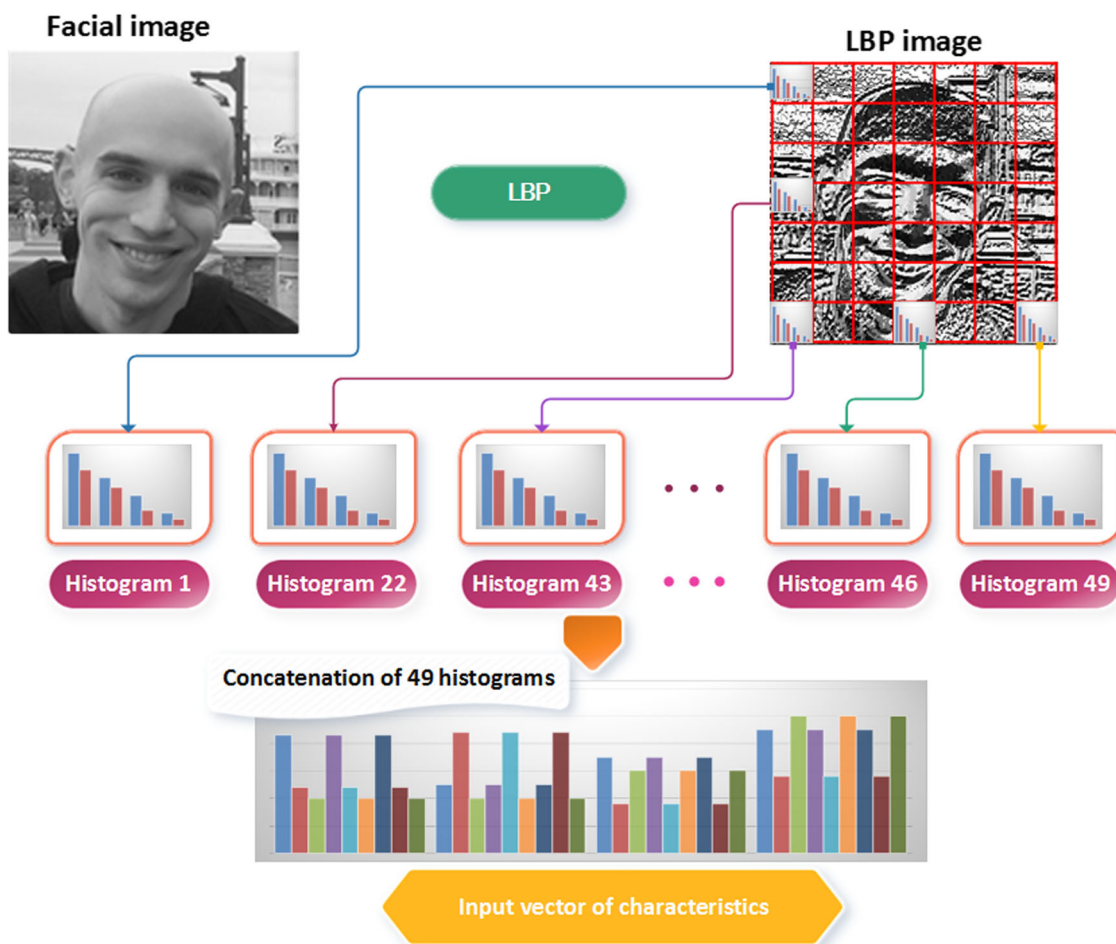 Facial image
LBP image
LBP
Histogram 1
Histogram 22
Histogram 43
Histogram 46
Histogram 49
Concatenation of 49 histograms
Input vector of characteristics